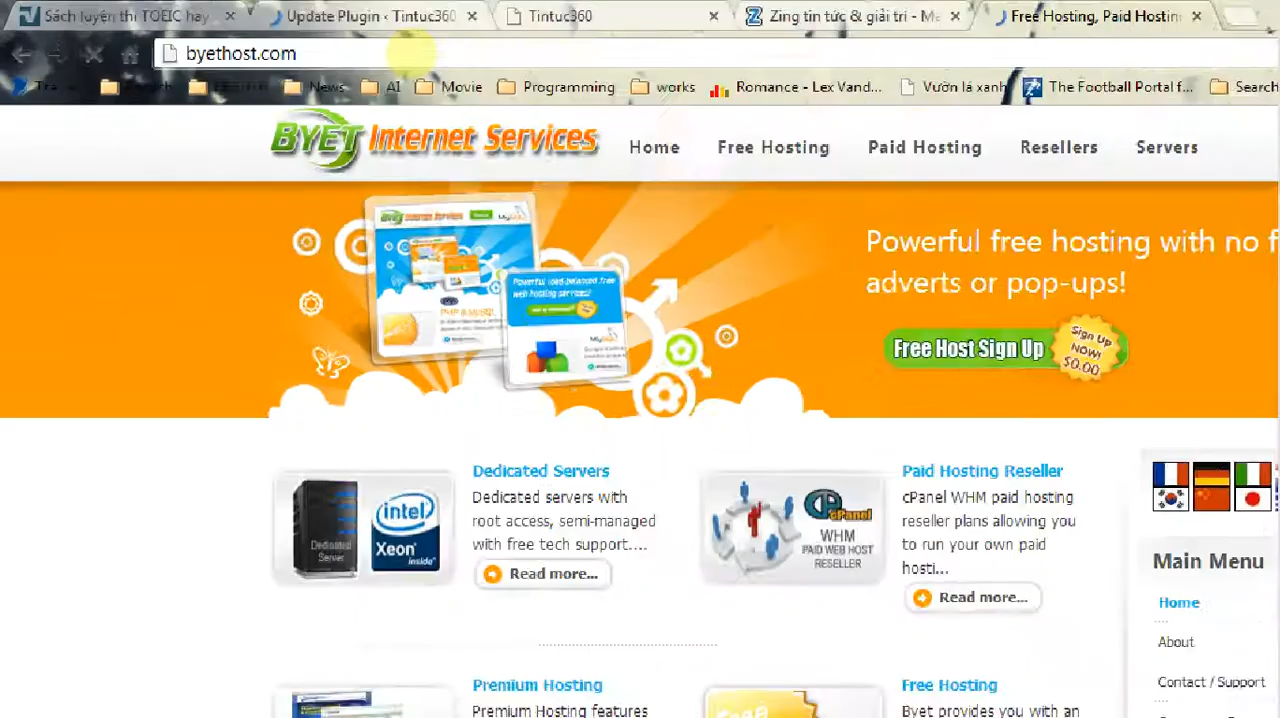 Sách luyện thi TOEIC hay
Update Plugin ‹ Tintuc360
Tintuc360
Zing tin tức & giải trí - Ma
Free Hosting, Paid Hostin
byethost.com
News
AI
Movie
Programming
works
Romance - Lex Vand...
Vườn lá xanh
The Football Portal f...
Search
BYET Internet Services
Home
Free Hosting
Paid Hosting
Resellers
Servers
Powerful free hosting with no f
adverts or pop-ups!
Free Host Sign Up
Sign Up
NOW!
$0.00
Dedicated Servers
Dedicated servers with
root access, semi-managed
with free tech support....
Read more...
Dedicated
Server
intel
Xeon
inside
Paid Hosting Reseller
cPanel WHM paid hosting
reseller plans allowing you
to run your own paid
hosti...
Read more...
cPanel
WHM
PAID WEB HOST
RESELLER
Main Menu
Home
About
Contact / Support
Premium Hosting
Premium Hosting features
Free Hosting
Byet provides you with an